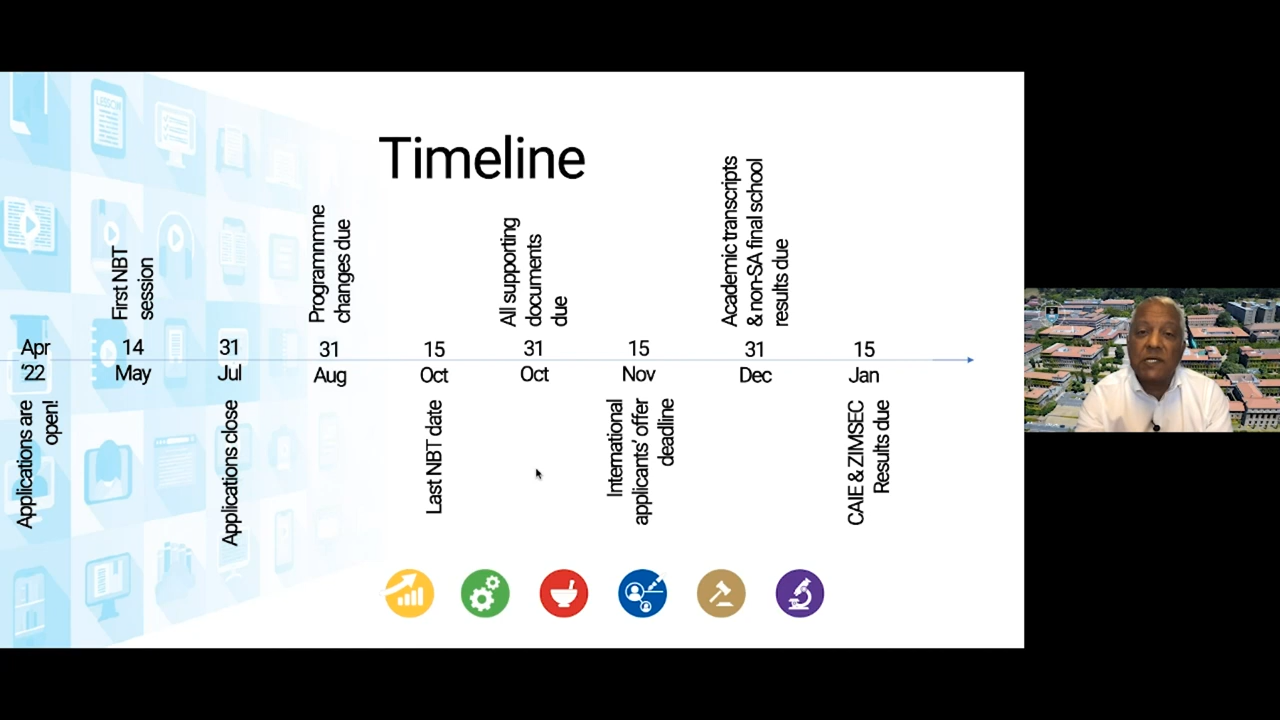 Timeline
Apr
'22
Applications are
open!
First NBT
session
14
May
31
Jul
Applications close
Programnmne
changes due
31
Aug
15
Oct
Last NBT date
All supporting
documents
due
31
Oct
15
Nov
International
applicants' offer
deadline
Academic transcripts
& non-SA final school
results due
31
Dec
15
Jan
CAIE & ZIMSEC
Results due
LESSON